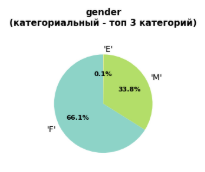 gender
(категориальный - топ 3 категорий)
'E'
0.1%
'M'
33.8%
66.1%
'F'